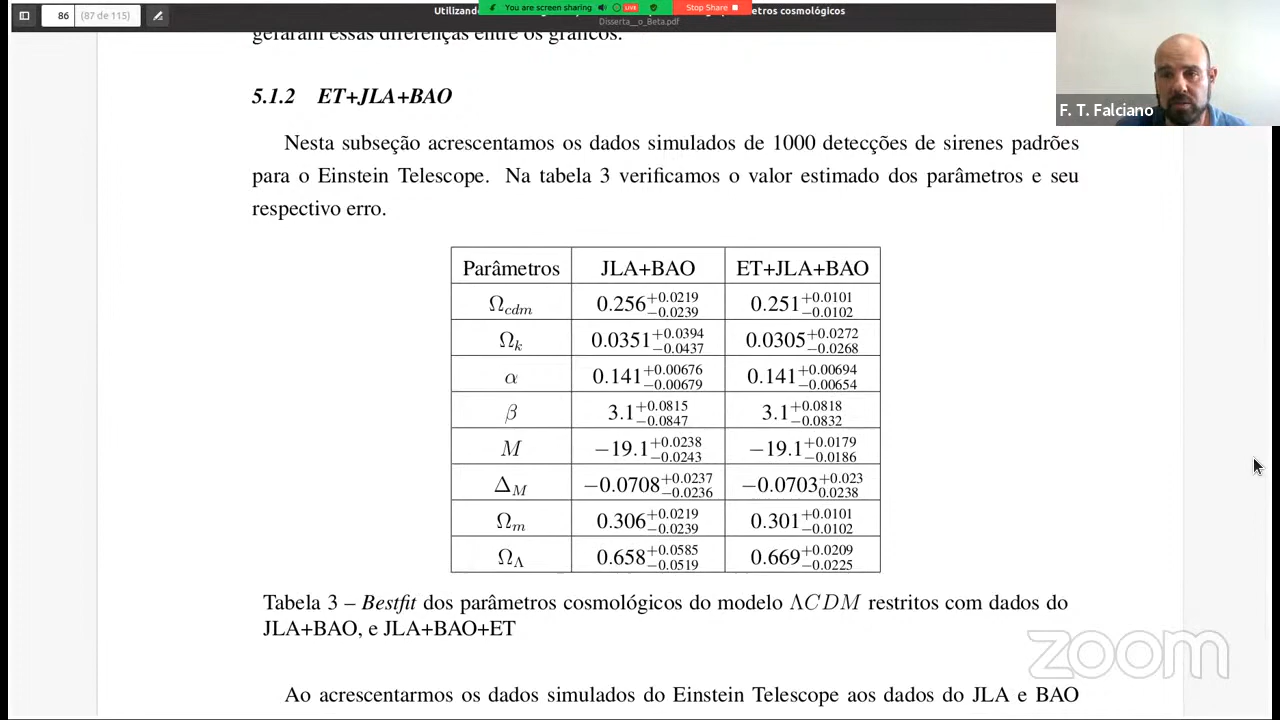 86 (87 de 115)
Utilizando
You are screen sharing LIVE Stop Share
metros cosmológicos
Disserta__o_Beta.pdf
geraram essas diferenças entre os gráficos.
F. T. Falciano
5.1.2 ET+JLA+BAO
Nesta subseção acrescentamos os dados simulados de 1000 detecções de sirenes padrões
para o Einstein Telescope. Na tabela 3 verificamos o valor estimado dos parâmetros e seu
respectivo erro.
Parâmetros JLA+BAO ET+JLA+BAO
Ω_cdm 0.256^{+0.0219}_{−0.0239} 0.251^{+0.0101}_{−0.0102}
Ω_k 0.0351^{+0.0394}_{−0.0437} 0.0305^{+0.0272}_{−0.0268}
α 0.141^{+0.00676}_{−0.00679} 0.141^{+0.00694}_{−0.00654}
β 3.1^{+0.0815}_{−0.0847} 3.1^{+0.0818}_{−0.0832}
M −19.1^{+0.0238}_{−0.0243} −19.1^{+0.0179}_{−0.0186}
Δ_M −0.0708^{+0.0237}_{−0.0236} −0.0703^{+0.023}_{0.0238}
Ω_m 0.306^{+0.0219}_{−0.0239} 0.301^{+0.0101}_{−0.0102}
Ω_Λ 0.658^{+0.0585}_{−0.0519} 0.669^{+0.0209}_{−0.0225}
Tabela 3 – Bestfit dos parâmetros cosmológicos do modelo ΛCDM restritos com dados do
JLA+BAO, e JLA+BAO+ET
zoom
Ao acrescentarmos os dados simulados do Einstein Telescope aos dados do JLA e BAO